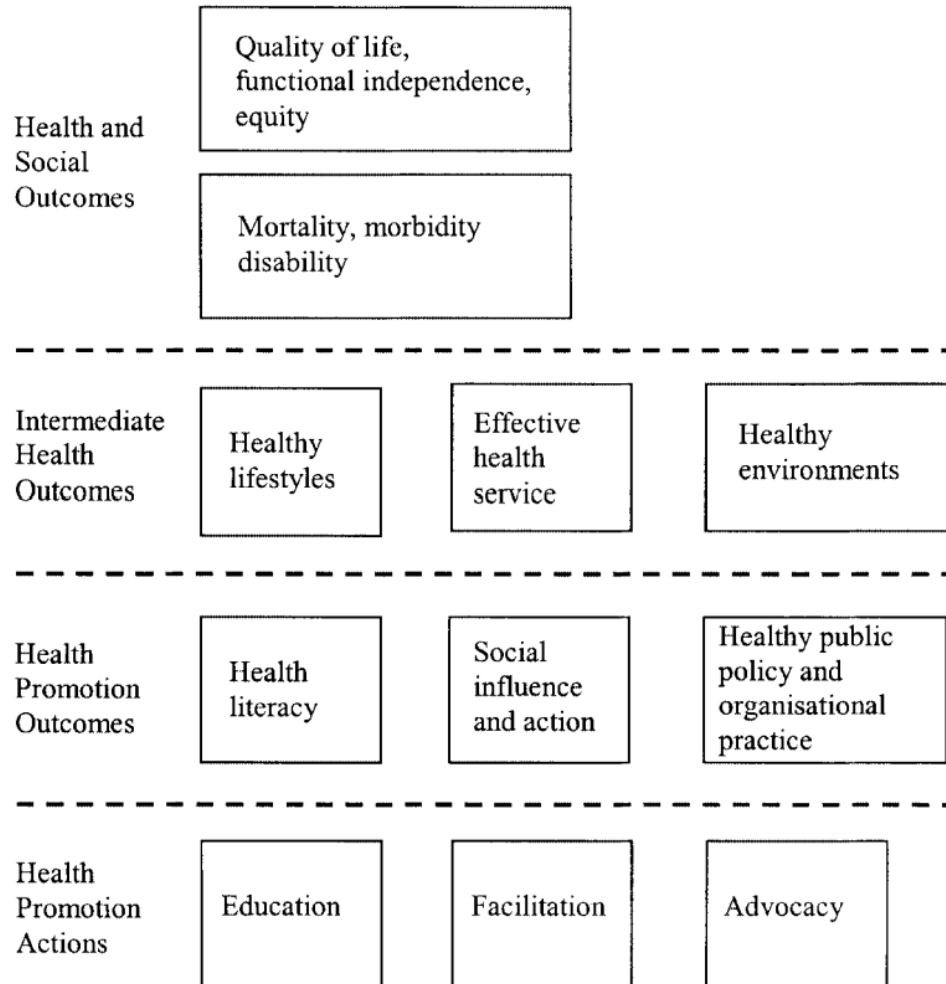 Health and
Social
Outcomes
Quality of life,
functional independence,
equity
Mortality, morbidity
disability
Intermediate
Health
Outcomes
Healthy
lifestyles
Effective
health
service
Healthy
environments
Health
Promotion
Outcomes
Health
literacy
Social
influence
and action
Healthy public
policy and
organisational
practice
Health
Promotion
Actions
Education
Facilitation
Advocacy